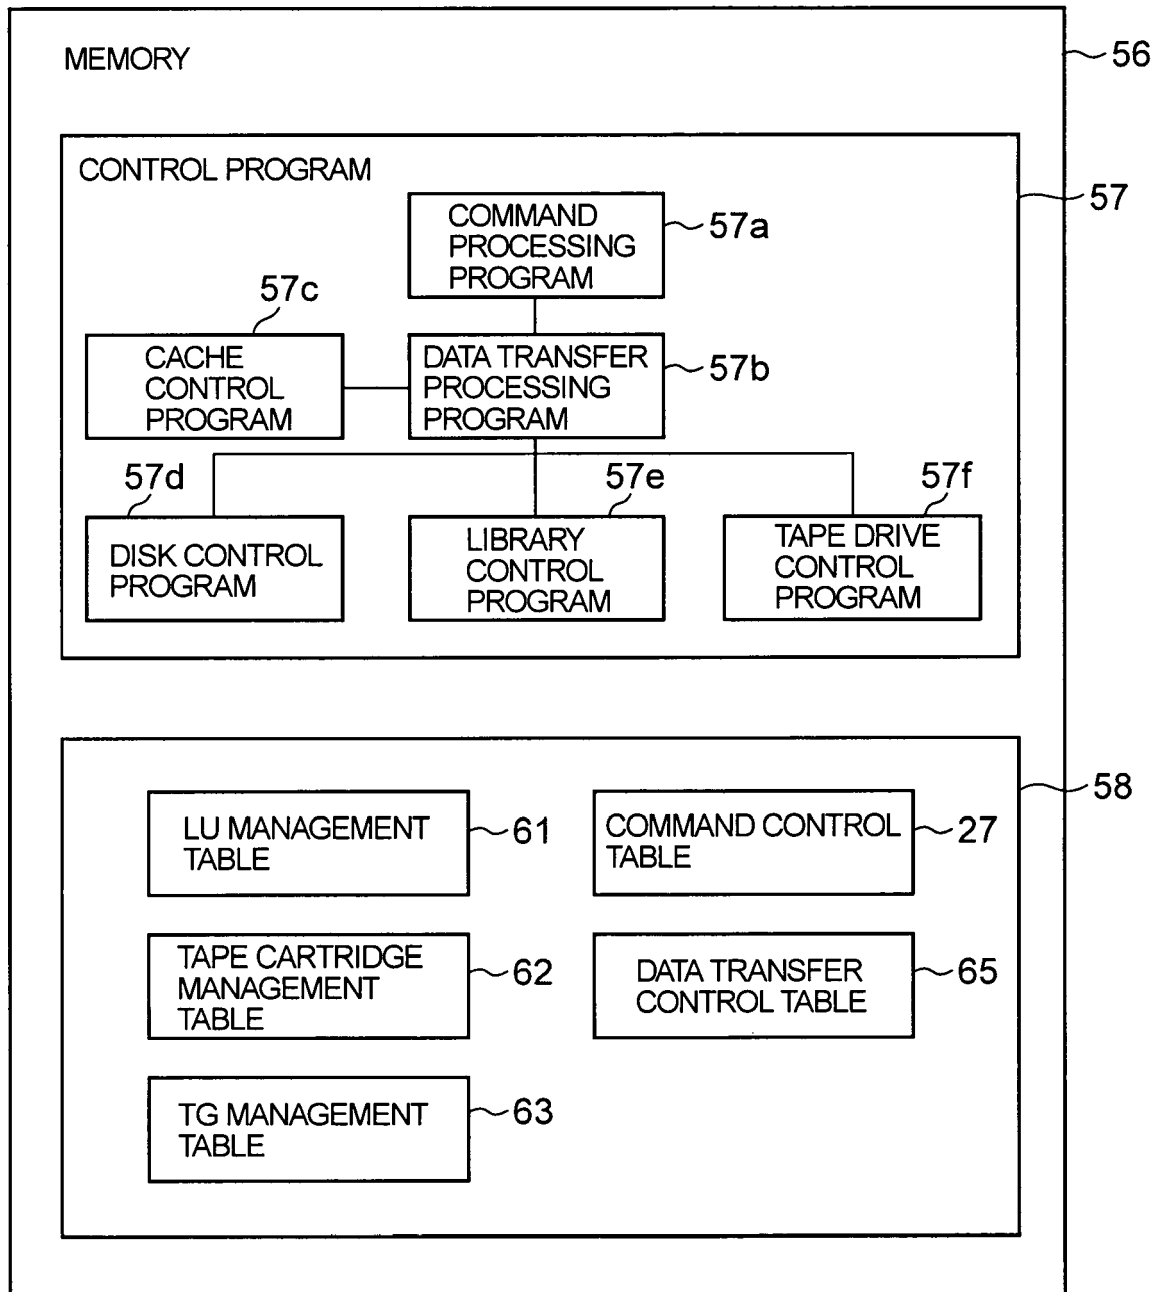 MEMORY
56
CONTROL PROGRAM
57
COMMAND
PROCESSING
PROGRAM
57a
57c
CACHE
CONTROL
PROGRAM
DATA TRANSFER
PROCESSING
PROGRAM
57b
57d
57e
57f
DISK CONTROL
PROGRAM
LIBRARY
CONTROL
PROGRAM
TAPE DRIVE
CONTROL
PROGRAM
58
LU MANAGEMENT
TABLE
61
COMMAND CONTROL
TABLE
27
TAPE CARTRIDGE
MANAGEMENT
TABLE
62
DATA TRANSFER
CONTROL TABLE
65
TG MANAGEMENT
TABLE
63